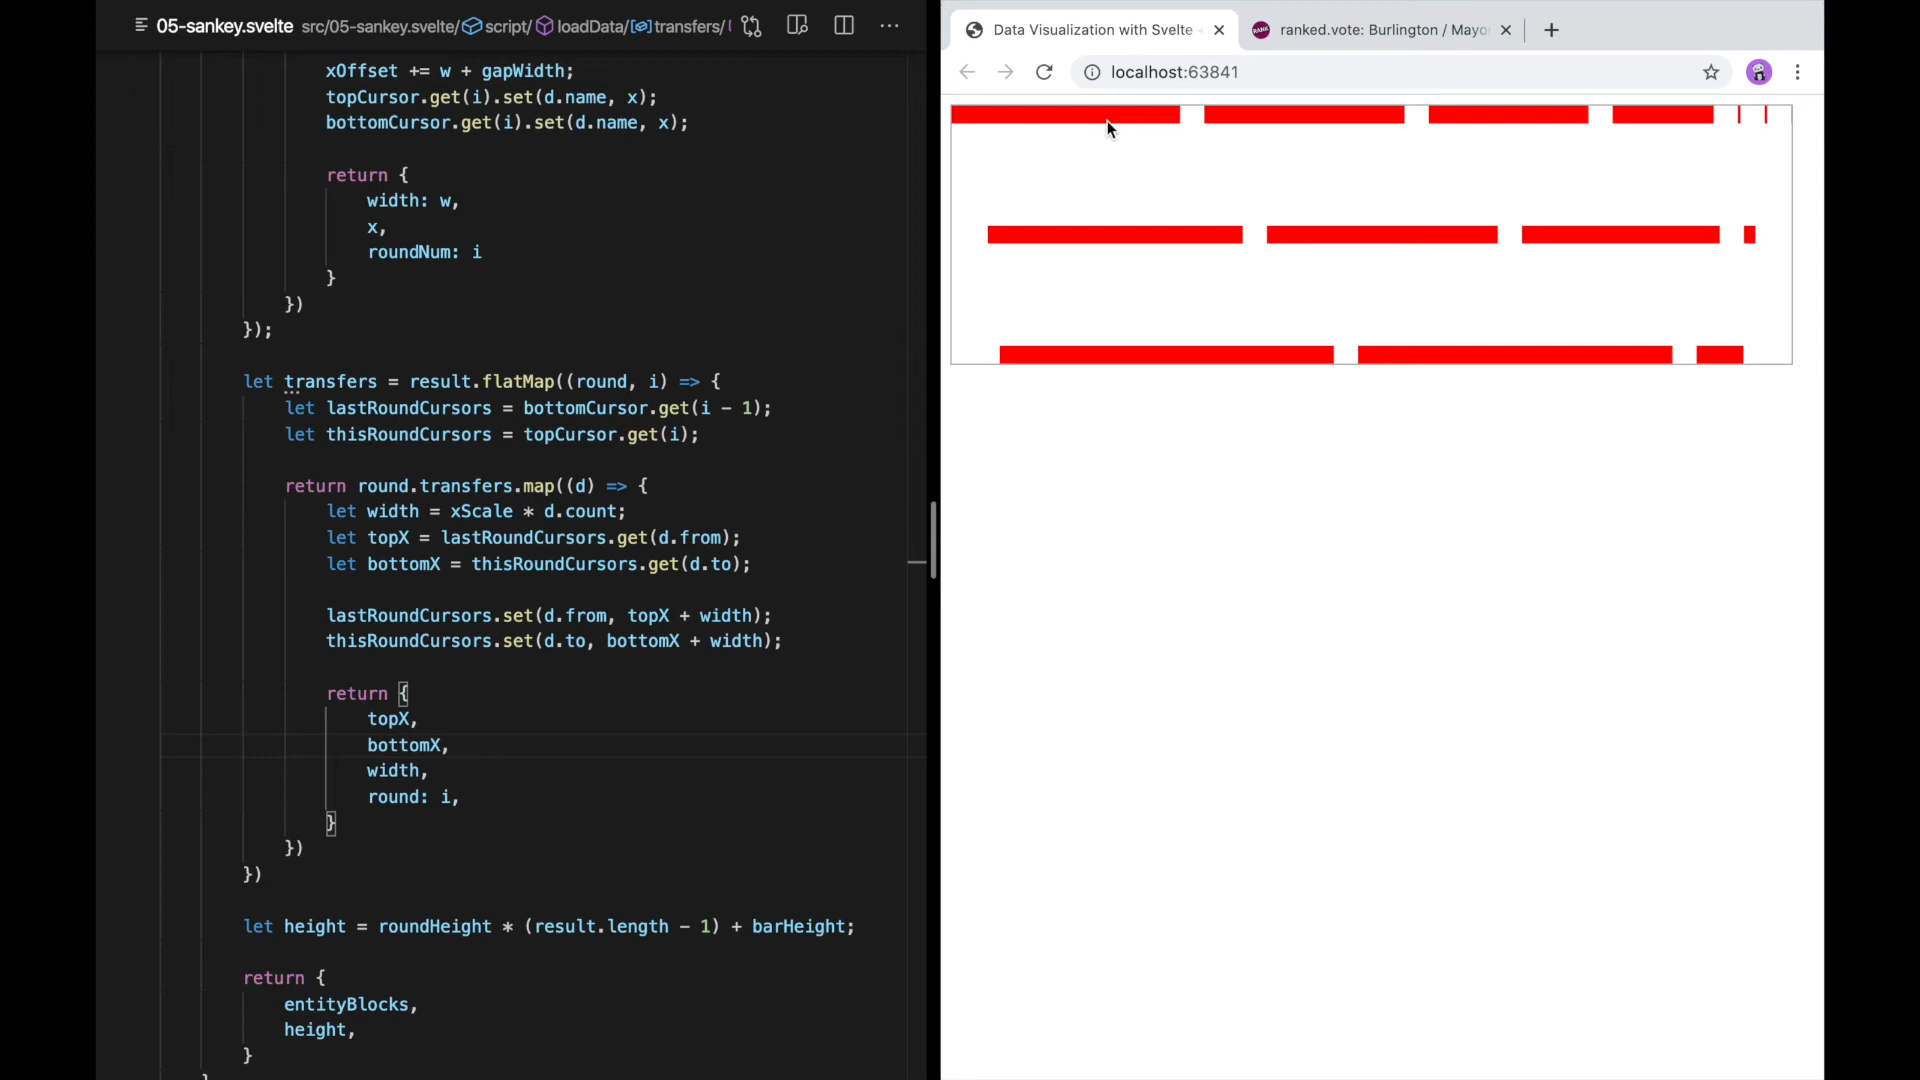 05-sankey.svelte src/05-sankey.svelte/ script/ loadData/ transfers/
xOffset += w + gapWidth;
topCursor.get(i).set(d.name, x);
bottomCursor.get(i).set(d.name, x);
return {
width: w,
x,
roundNum: i
}
})
});
let transfers = result.flatMap((round, i) => {
let lastRoundCursors = bottomCursor.get(i - 1);
let thisRoundCursors = topCursor.get(i);
return round.transfers.map((d) => {
let width = xScale * d.count;
let topX = lastRoundCursors.get(d.from);
let bottomX = thisRoundCursors.get(d.to);
lastRoundCursors.set(d.from, topX + width);
thisRoundCursors.set(d.to, bottomX + width);
return {
topX,
bottomX,
width,
round: i,
}
})
})
let height = roundHeight * (result.length - 1) + barHeight;
return {
entityBlocks,
height,
}
Data Visualization with Svelte
RANK ranked.vote: Burlington / Mayo
localhost:63841